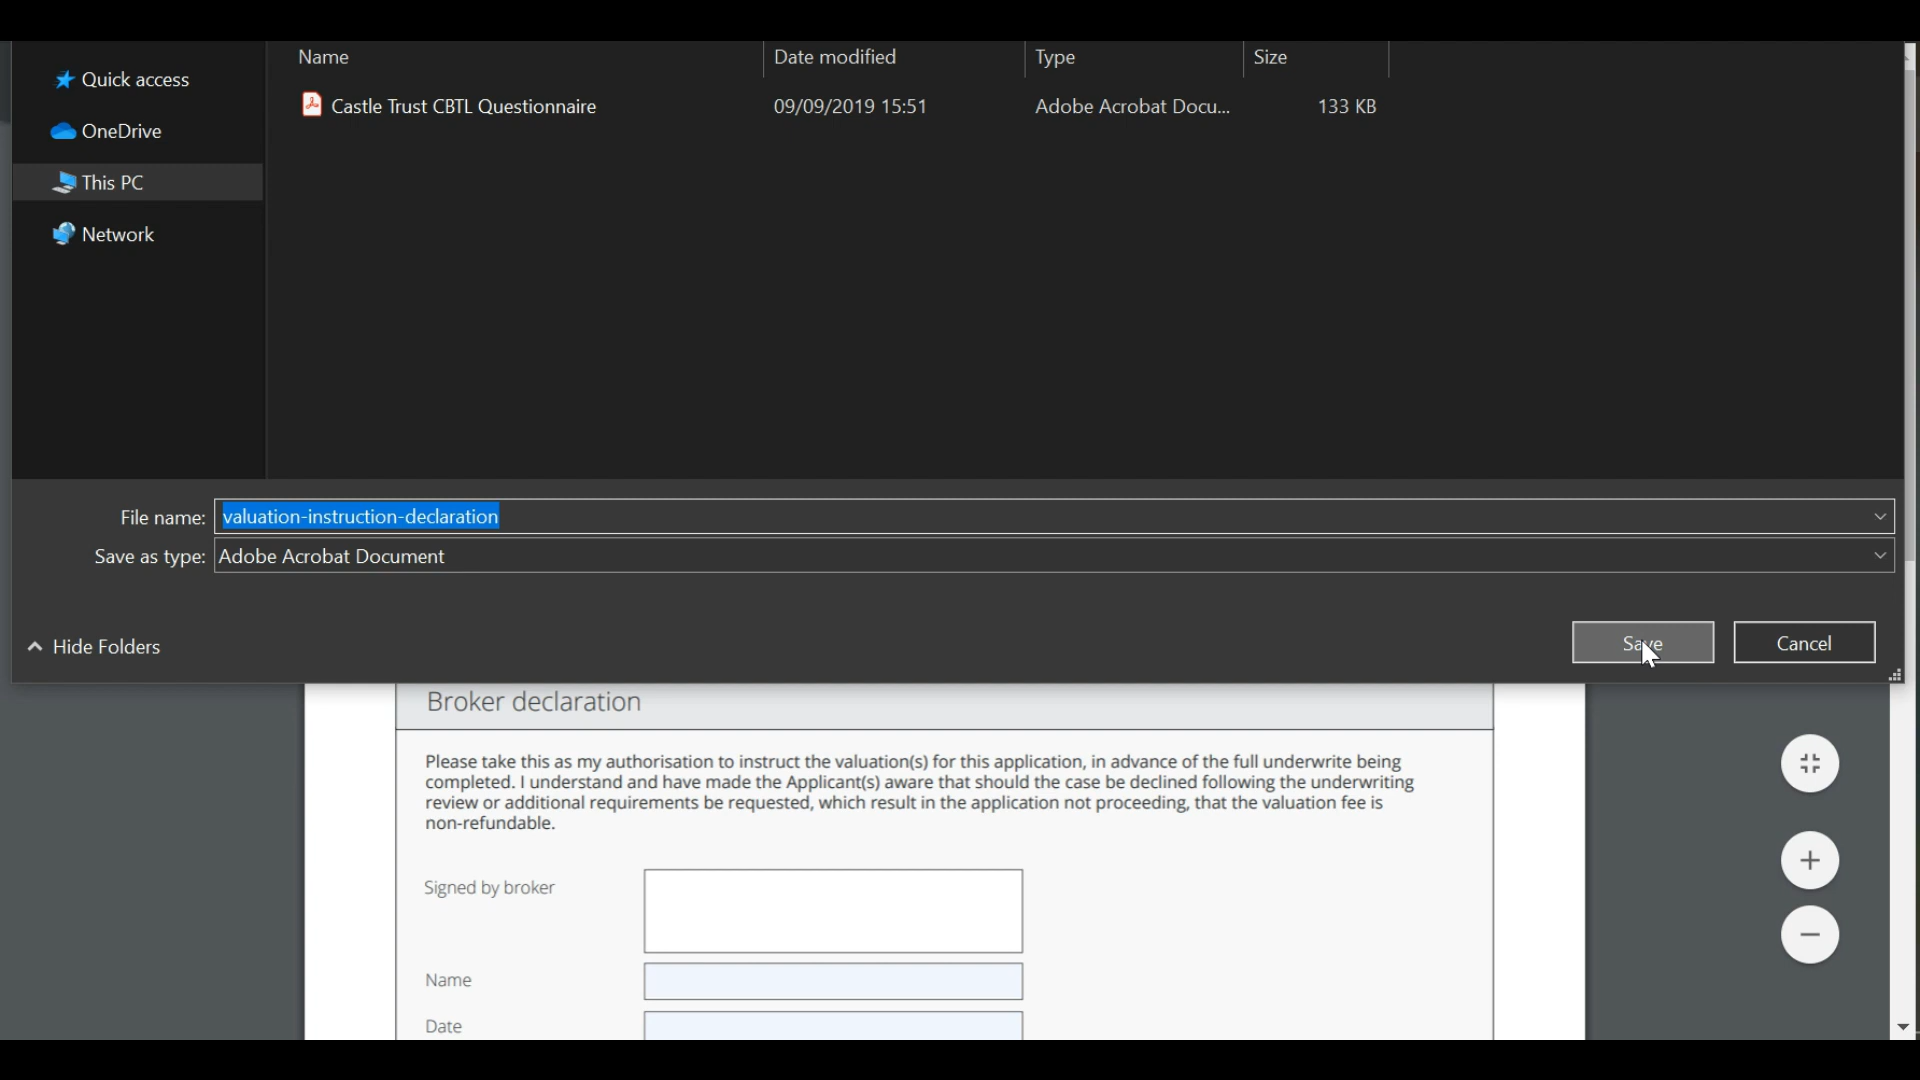 Name Date modified Type Size
Quick access
Castle Trust CBTL Questionnaire 09/09/2019 15:51 Adobe Acrobat Docu... 133 KB
OneDrive
This PC
Network
File name: valuation-instruction-declaration
Save as type: Adobe Acrobat Document
Hide Folders
Save Cancel
Broker declaration
Please take this as my authorisation to instruct the valuation(s) for this application, in advance of the full underwrite being
completed. I understand and have made the Applicant(s) aware that should the case be declined following the underwriting
review or additional requirements be requested, which result in the application not proceeding, that the valuation fee is
non-refundable.
Signed by broker
Name
Date